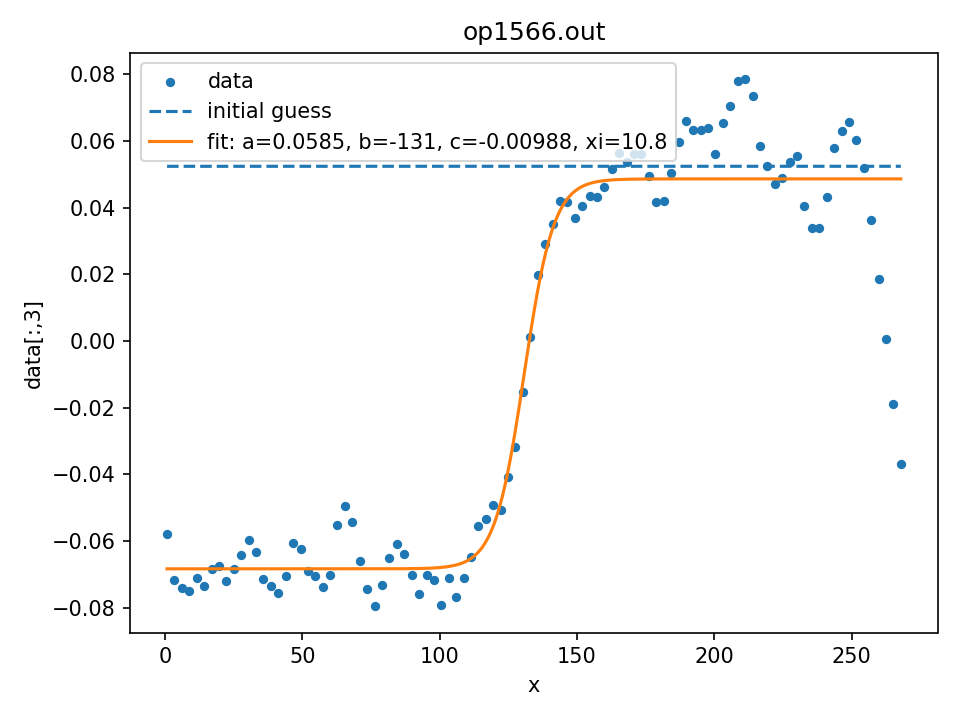 op1566.out
data
initial guess
fit: a=0.0585, b=-131, c=-0.00988, xi=10.8
0.08
0.06
0.04
0.02
0.00
−0.02
−0.04
−0.06
−0.08
data[:,3]
0 50 100 150 200 250
x